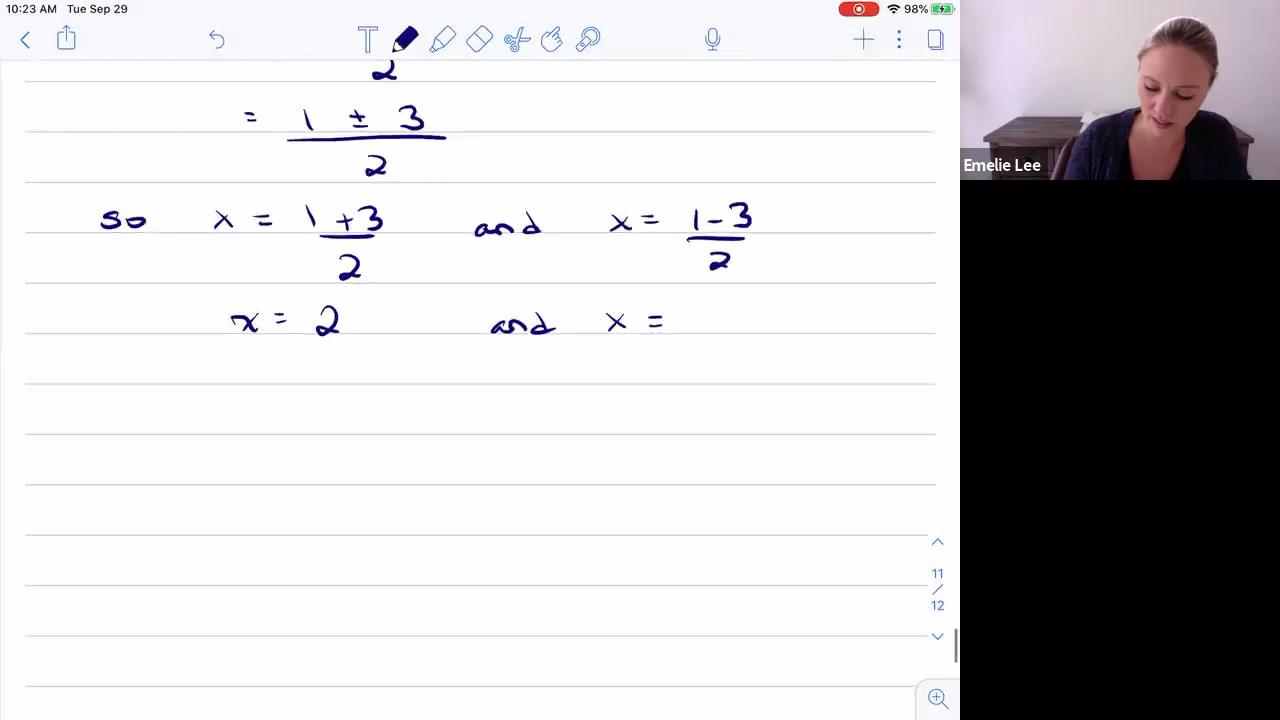 10:23 AM Tue Sep 29 98%
2
= 1 ± 3
2
so x = 1 + 3 and x = 1 - 3
2 2
x = 2 and x =
11
/
12
Emelie Lee